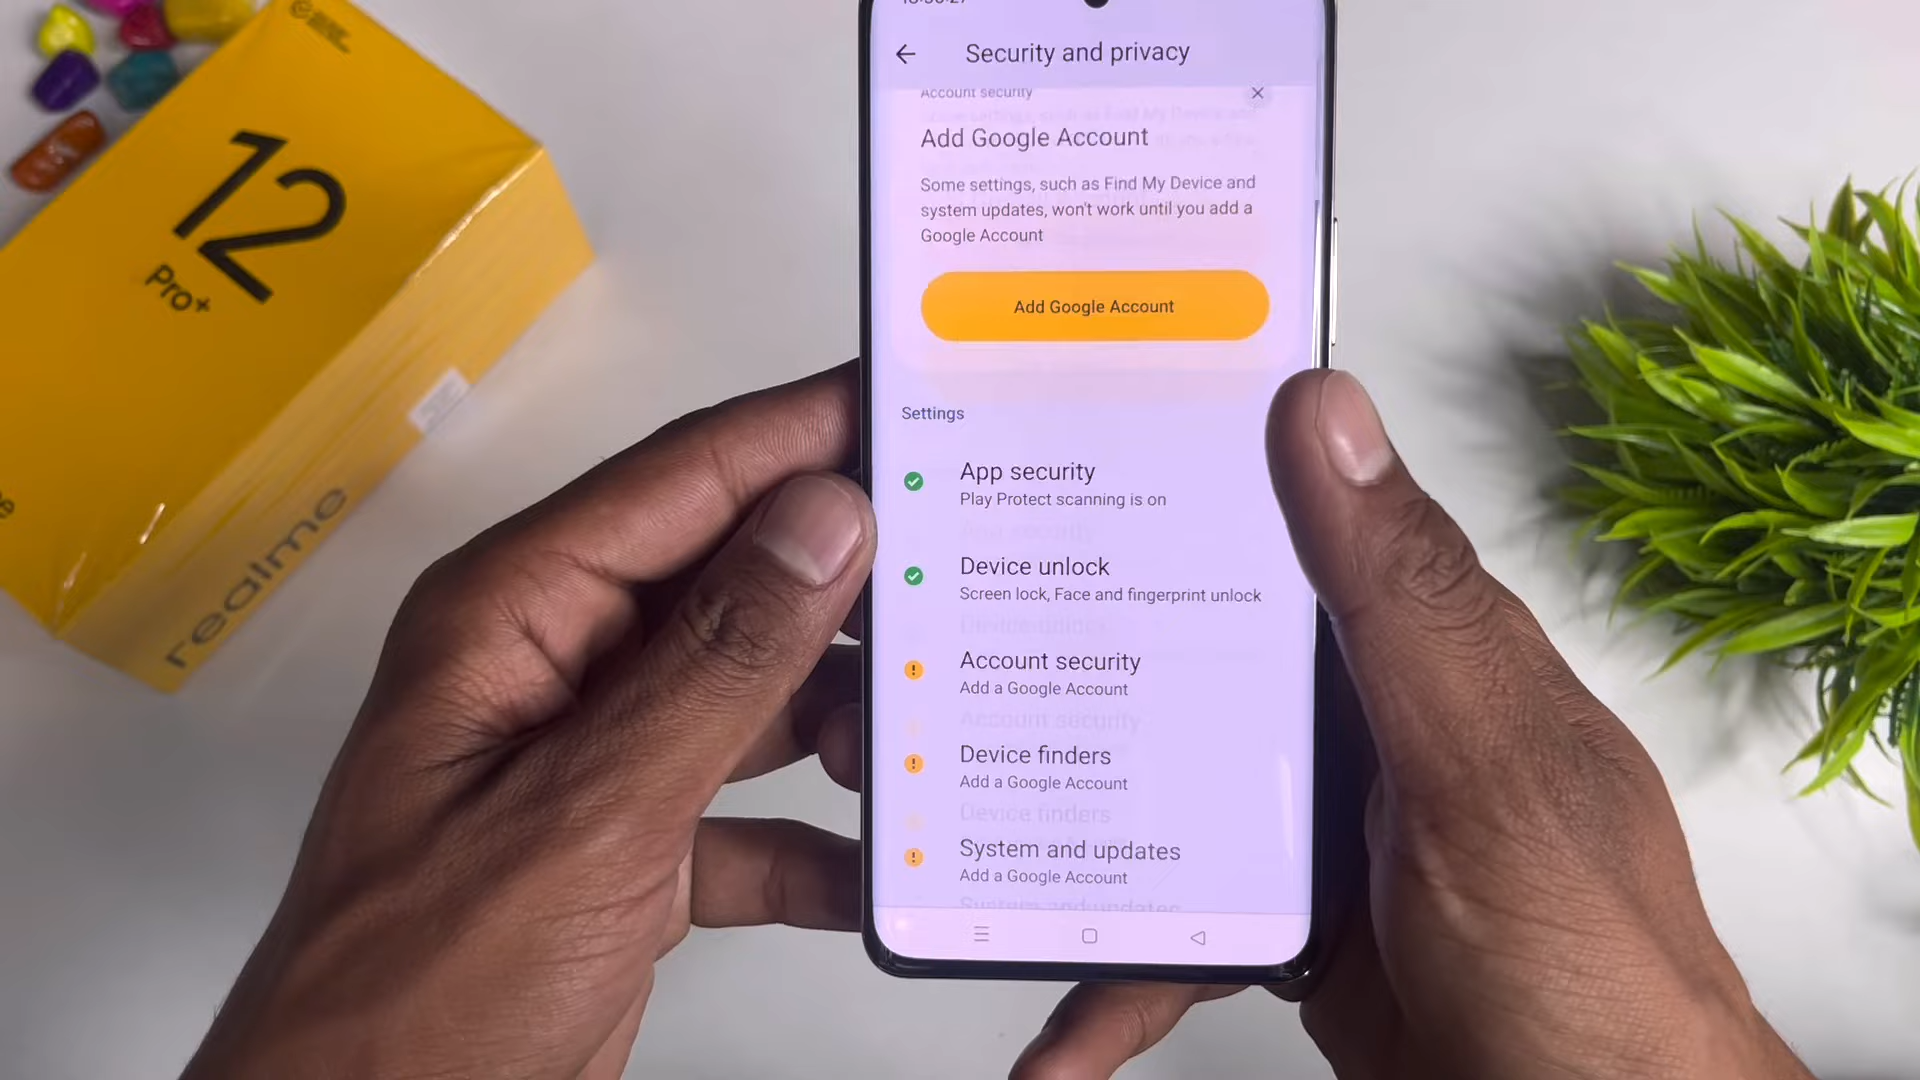 12
Pro+
realme
Security and privacy
Account security
Add Google Account
Some settings, such as Find My Device and
system updates, won't work until you add a
Google Account
Add Google Account
Settings
App security
Play Protect scanning is on
Device unlock
Screen lock, Face and fingerprint unlock
Account security
Add a Google Account
Device finders
Add a Google Account
System and updates
Add a Google Account